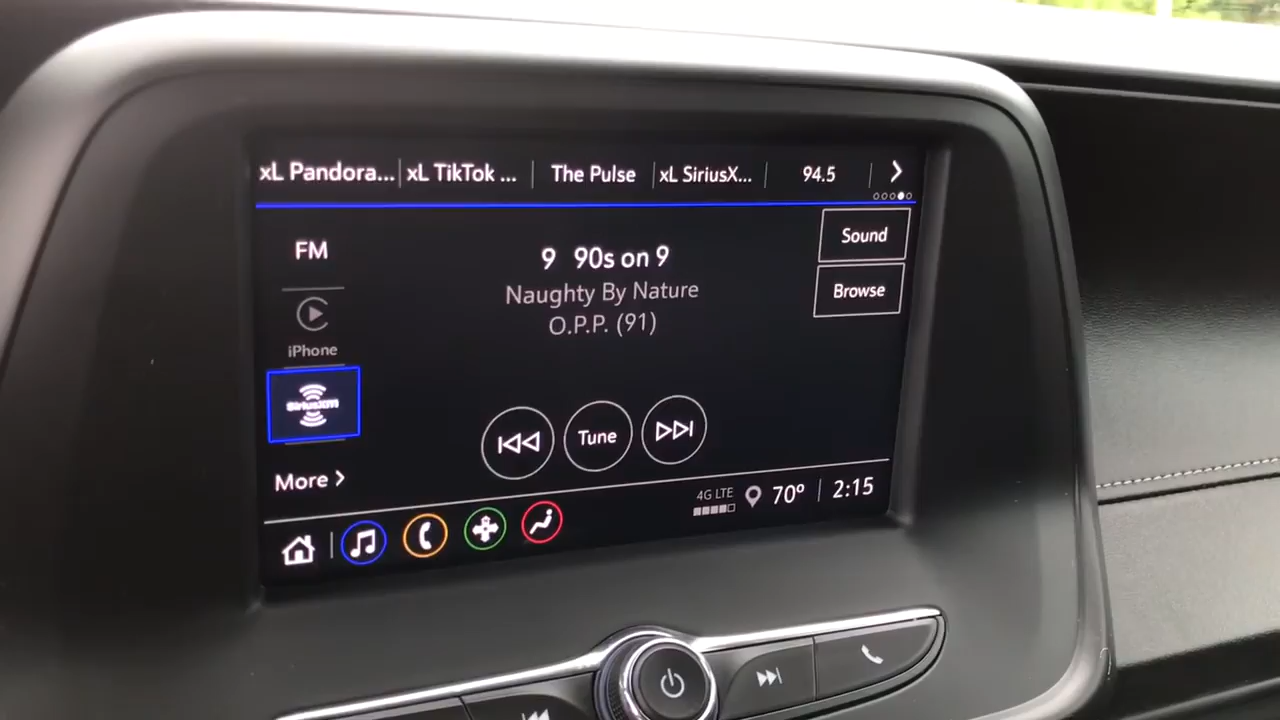 xL Pandora... xL TikTok ... The Pulse xL SiriusX... 94.5
FM
iPhone
SiriusXM
More
9 90s on 9
Naughty By Nature
O.P.P. (91)
Sound
Browse
Tune
4G LTE
70° 2:15